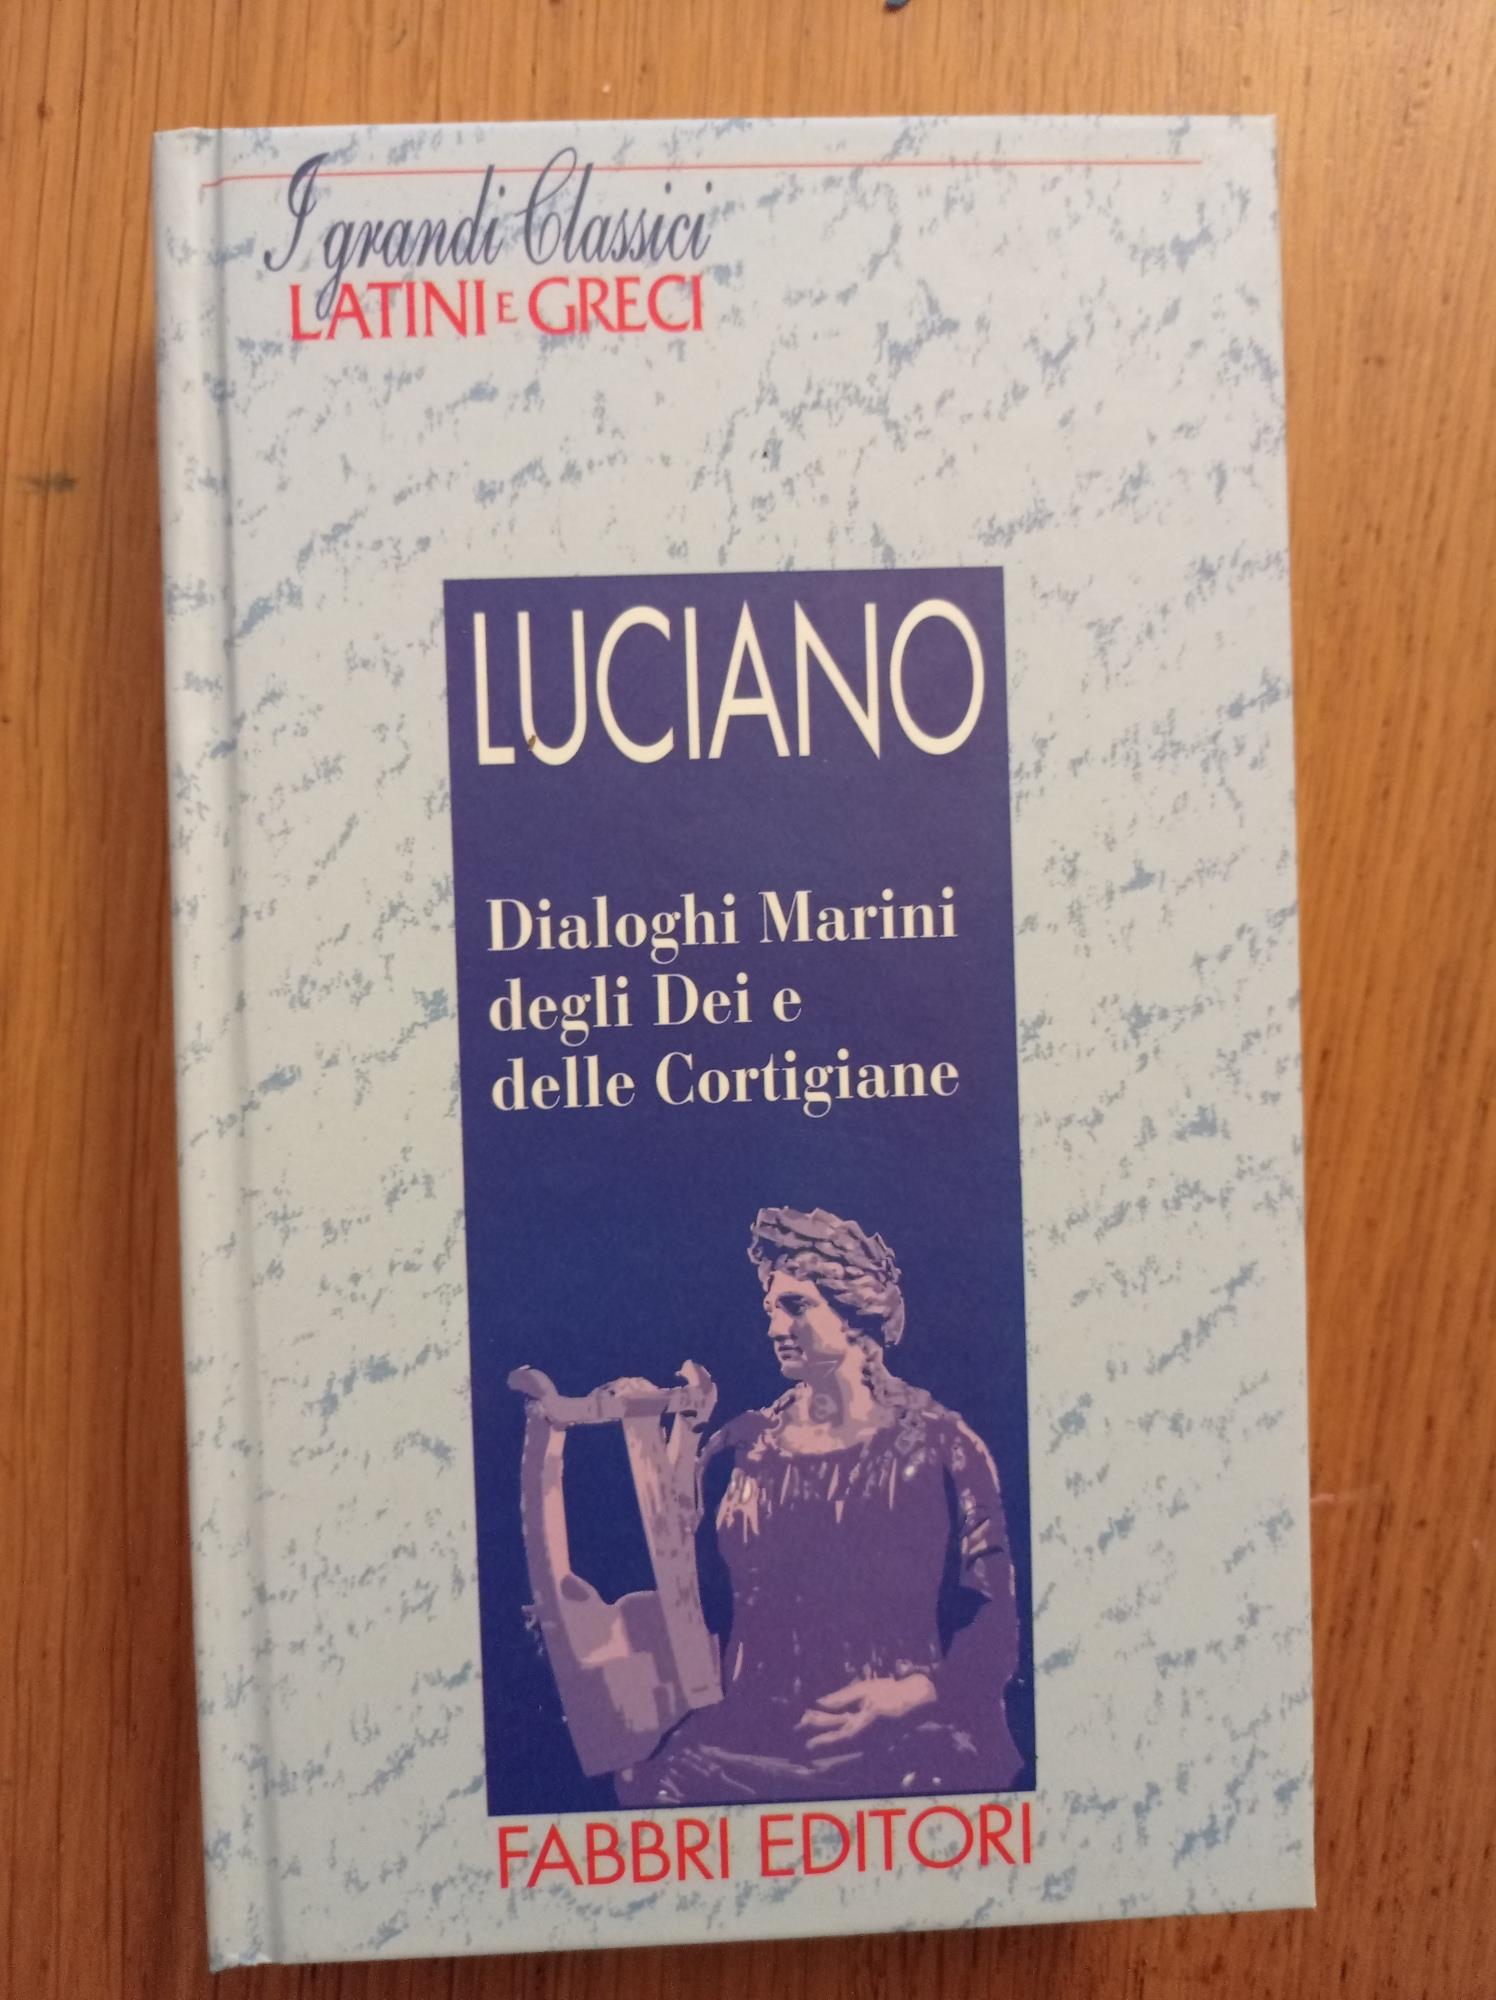 I grandi Classici
LATINI E GRECI
LUCIANO
Dialoghi Marini
degli Dei e
delle Cortigiane
FABBRI EDITORI